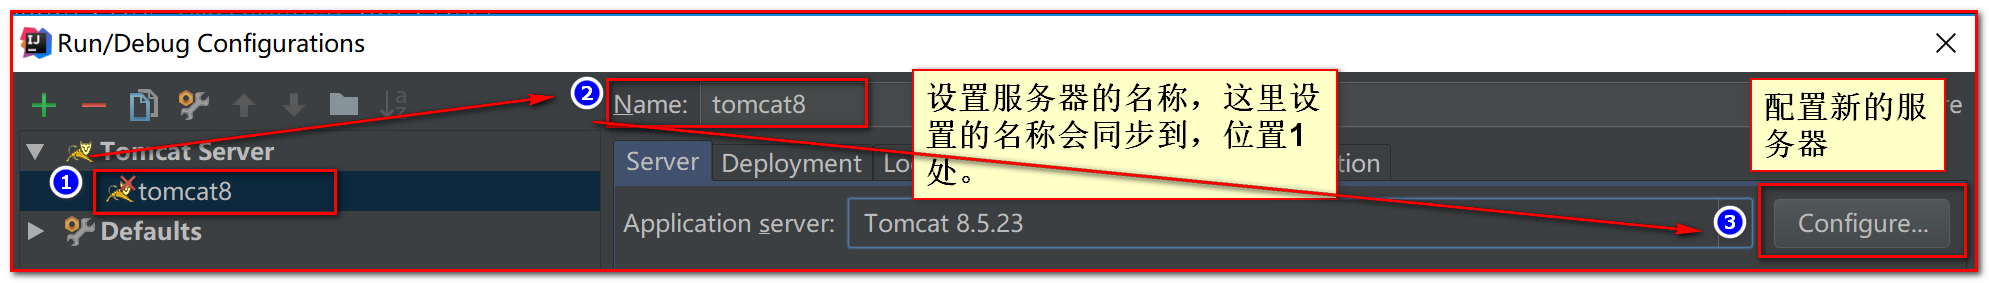 Run/Debug Configurations
2
Name: tomcat8
设置服务器的名称，这里设
置的名称会同步到，位置1
处。
配置新的服
务器
re
Tomcat Server
Server Deployment Lo tion
1 tomcat8
Application server: Tomcat 8.5.23
3 Configure...
Defaults